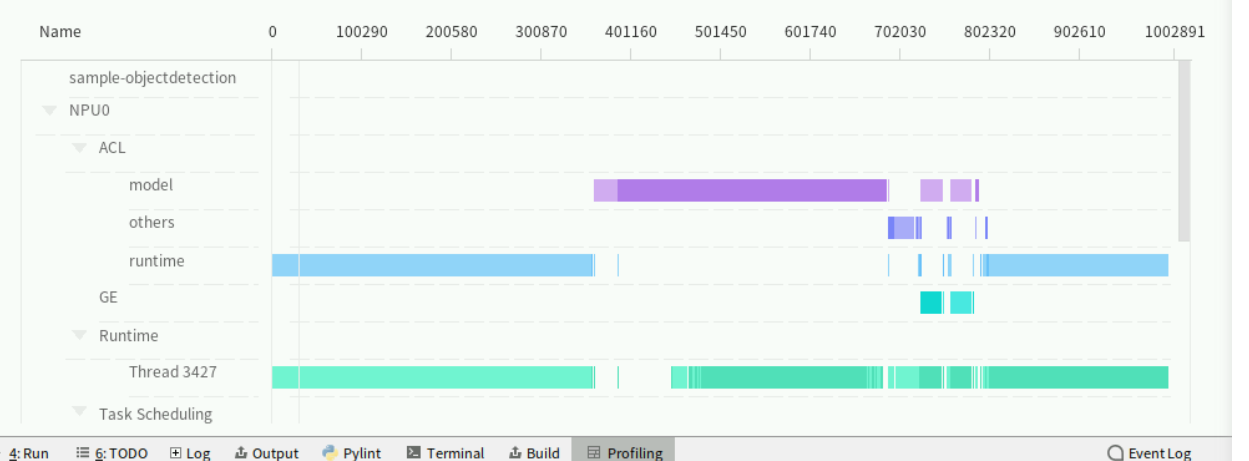 Name 0 100290 200580 300870 401160 501450 601740 702030 802320 902610 1002891
sample-objectdetection
NPU0
ACL
model
others
runtime
GE
Runtime
Thread 3427
Task Scheduling
4: Run 6: TODO Log Output Pylint Terminal Build Profiling Event Log